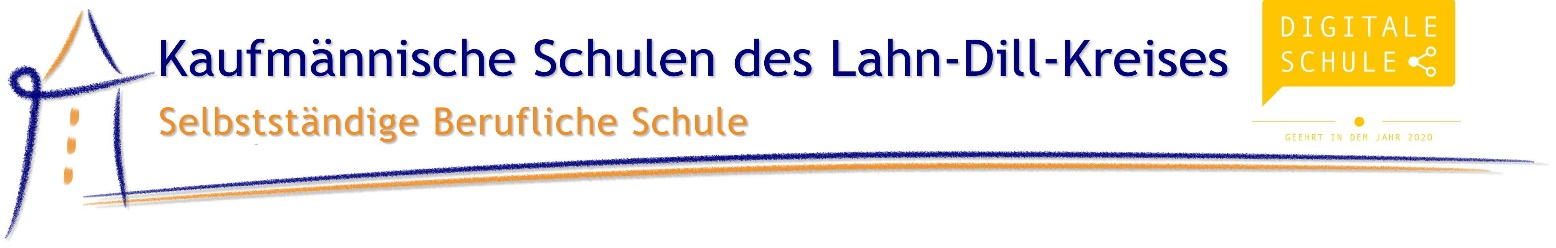 Kaufmännische Schulen des Lahn-Dill-Kreises
Selbstständige Berufliche Schule
DIGITALE
SCHULE
GEEHRT IN DEM JAHR 2020